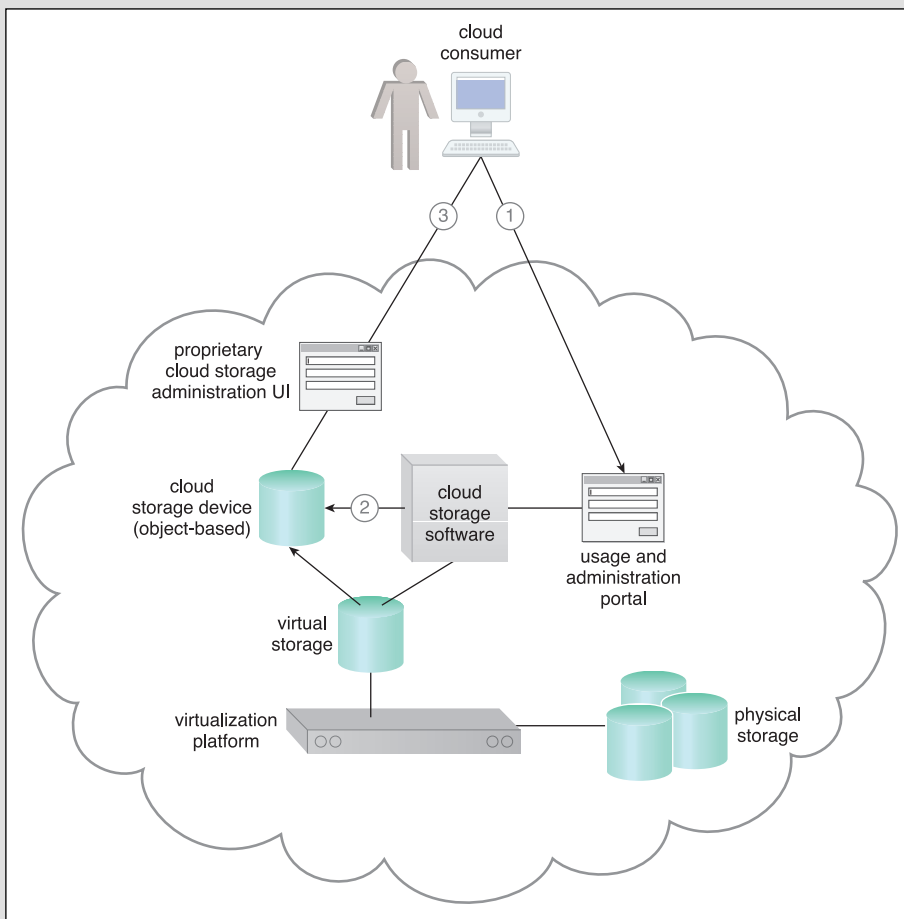 cloud
consumer
3
1
proprietary
cloud storage
administration UI
cloud
storage device
(object-based)
2
cloud
storage
software
usage and
administration
portal
virtual
storage
virtualization
platform
physical
storage